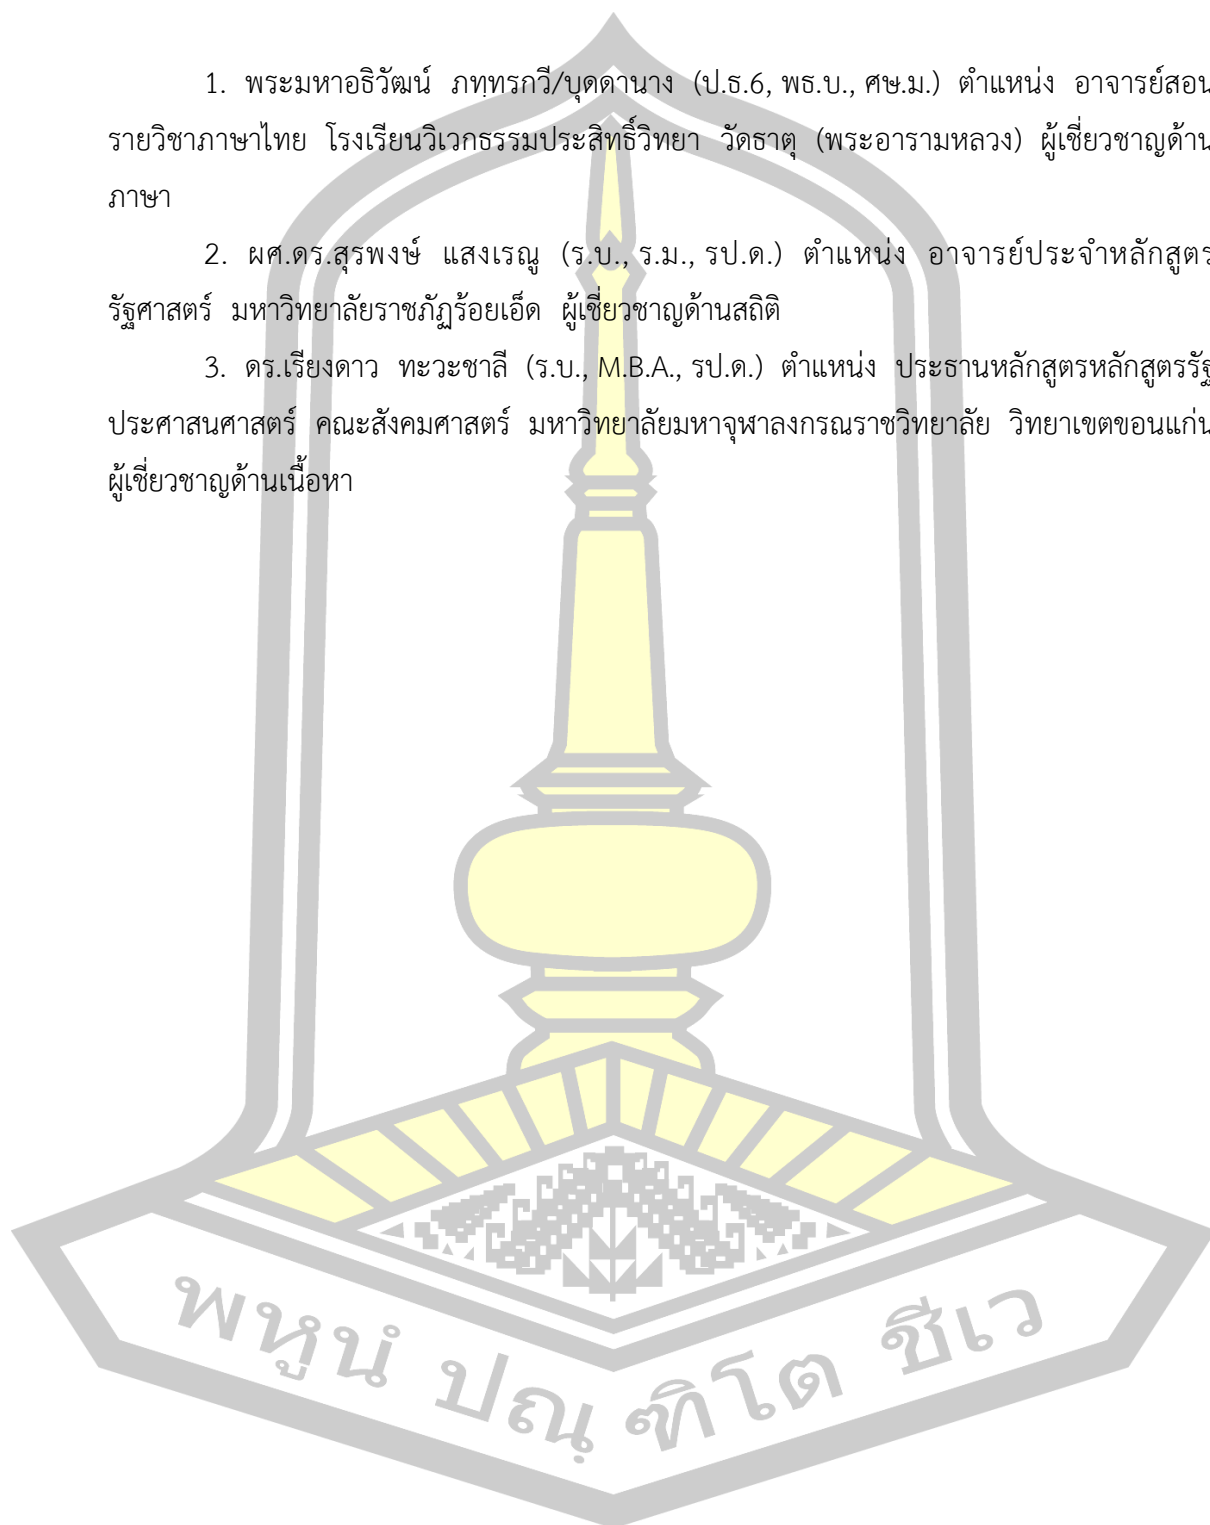 1. พระมหาอธิวัฒน์ ภทฺทรกวี/บุดดานาง (ป.ธ.6, พธ.บ., ศษ.ม.) ตำแหน่ง อาจารย์สอน
รายวิชาภาษาไทย โรงเรียนวิเวกธรรมประสิทธิ์วิทยา วัดธาตุ (พระอารามหลวง) ผู้เชี่ยวชาญด้าน
ภาษา
2. ผศ.ดร.สุรพงษ์ แสงเรณู (ร.บ., ร.ม., รป.ด.) ตำแหน่ง อาจารย์ประจำหลักสูตร
รัฐศาสตร์ มหาวิทยาลัยราชภัฏร้อยเอ็ด ผู้เชี่ยวชาญด้านสถิติ
3. ดร.เรียงดาว ทะวะชาลี (ร.บ., M.B.A., รป.ด.) ตำแหน่ง ประธานหลักสูตรหลักสูตรรัฐ
ประศาสนศาสตร์ คณะสังคมศาสตร์ มหาวิทยาลัยมหาจุฬาลงกรณราชวิทยาลัย วิทยาเขตขอนแก่น
ผู้เชี่ยวชาญด้านเนื้อหา
พหูนํ ปณฺฑิโต ชีเว